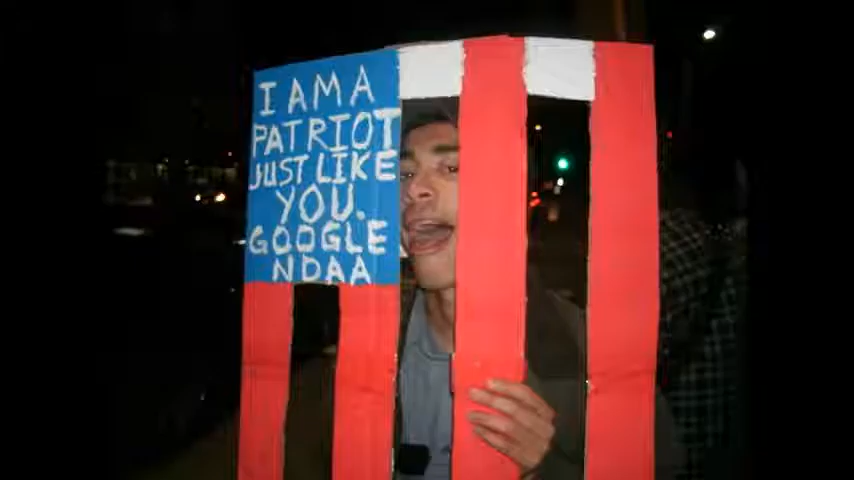 I AM A
PATRIOT
JUST LIKE
YOU.
GOOGLE
NDAA